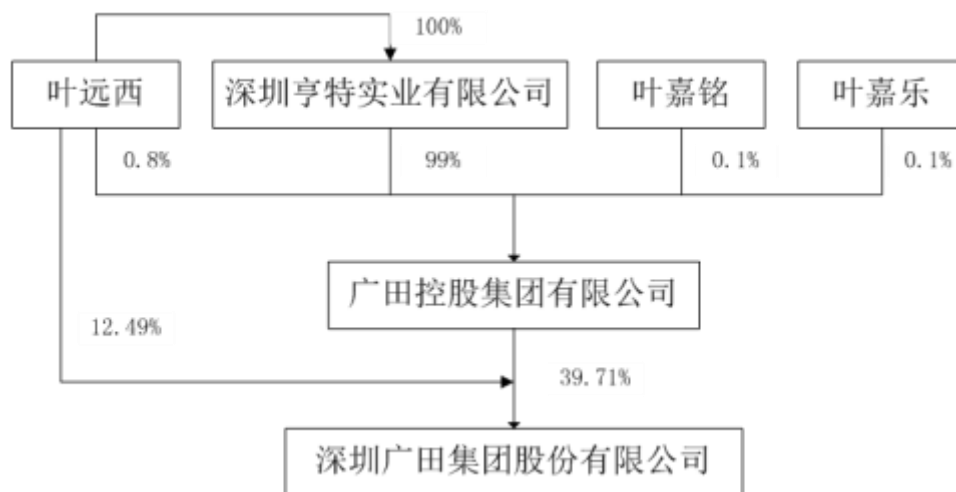 100%
叶远西
深圳亨特实业有限公司
叶嘉铭
叶嘉乐
0.8%
99%
0.1%
0.1%
广田控股集团有限公司
12.49%
39.71%
深圳广田集团股份有限公司